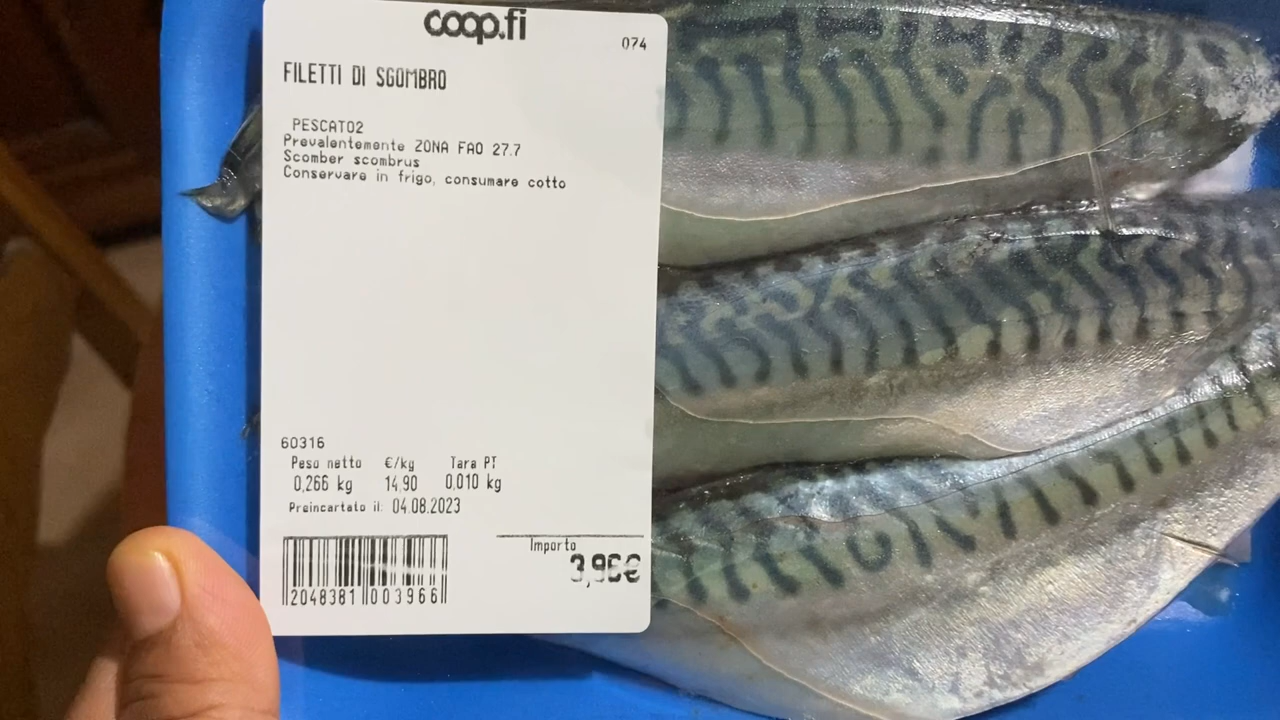 coop.fi
074
FILETTI DI SGOMBRO
PESCATO2
Prevalentemente ZONA FAO 27.7
Scomber scombrus
Conservare in frigo, consumare cotto
60316
Peso netto €/kg Tara PT
0,266 kg 14,90 0,010 kg
Preincartato il: 04.08.2023
Importo
3,96€
2048381 003966